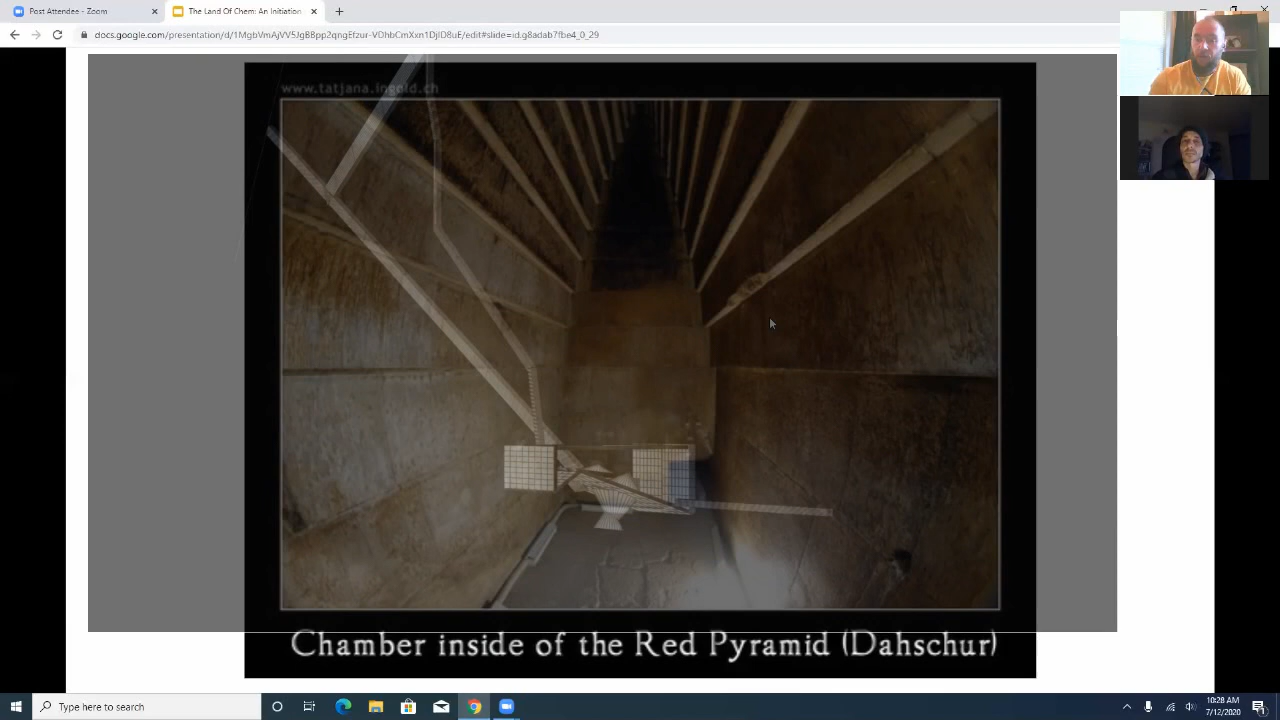 Post Attendee - Zoom
The Land Of Chem: An Initiation
docs.google.com/presentation/d/1MgbVmAjVV5JgBBpp2qngEfzur-VDhbCmXxn1DjID8uE/edit#slide=id.g8adab7fbe4_0_29
www.tatjana.ingold.ch
Chamber inside of the Red Pyramid (Dahschur)
Type here to search
10:28 AM
7/12/2020